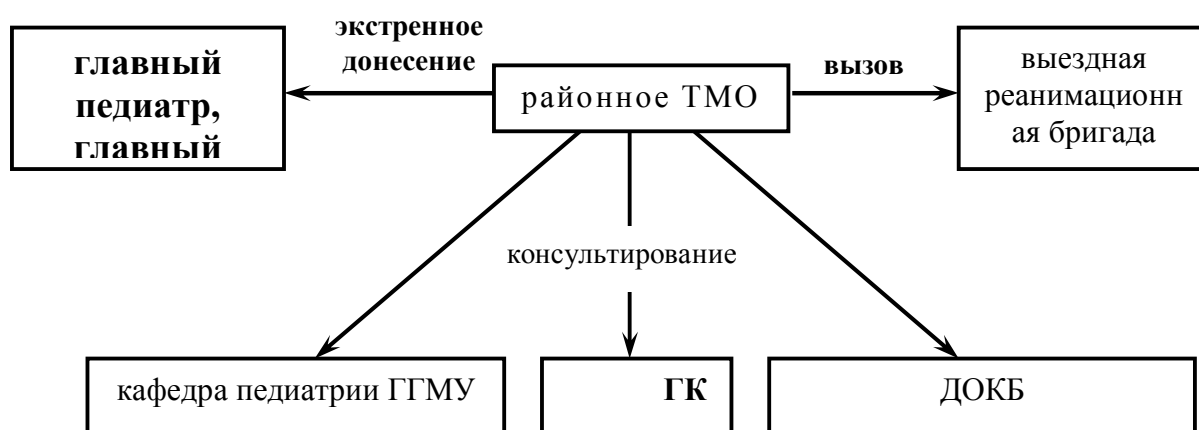 экстренное
донесение
главный
педиатр,
главный
районное ТМО
вызов
выездная
реанимационн
ая бригада
консультирование
кафедра педиатрии ГГМУ
ГК
ДОКБ